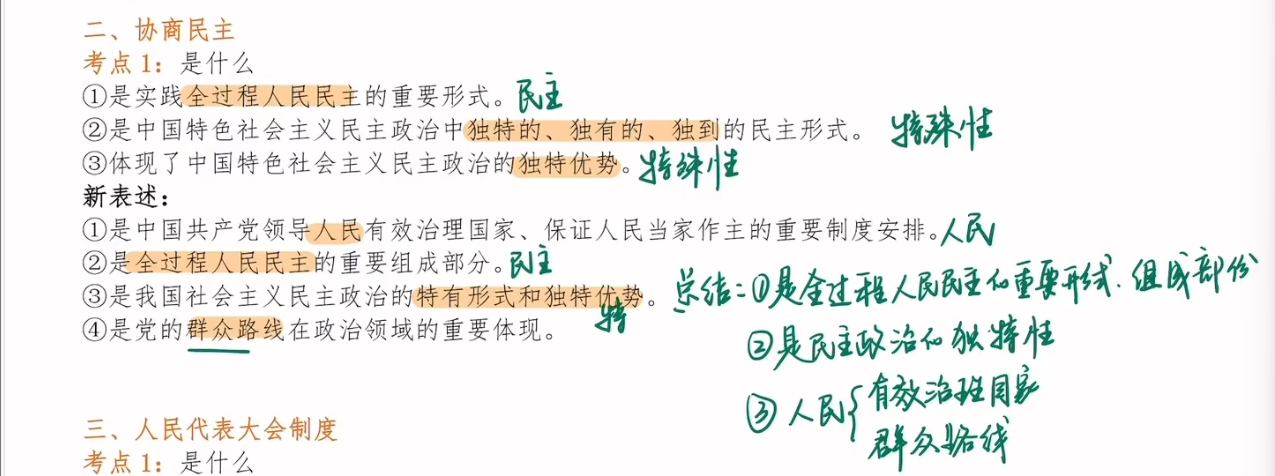 二、协商民主
考点1：是什么
①是实践全过程人民民主的重要形式。民主
②是中国特色社会主义民主政治中独特的、独有的、独到的民主形式。 特殊性
③体现了中国特色社会主义民主政治的独特优势。特殊性
新表述：
①是中国共产党领导人民有效治理国家、保证人民当家作主的重要制度安排。人民
②是全过程人民民主的重要组成部分。民主
③是我国社会主义民主政治的特有形式和独特优势。 特
④是党的群众路线在政治领域的重要体现。
总结：①是全过程人民民主的重要形式．组成部份
②是民主政治的独特性
③人民{有效治理国家
群众路线
三、人民代表大会制度
考点1：是什么